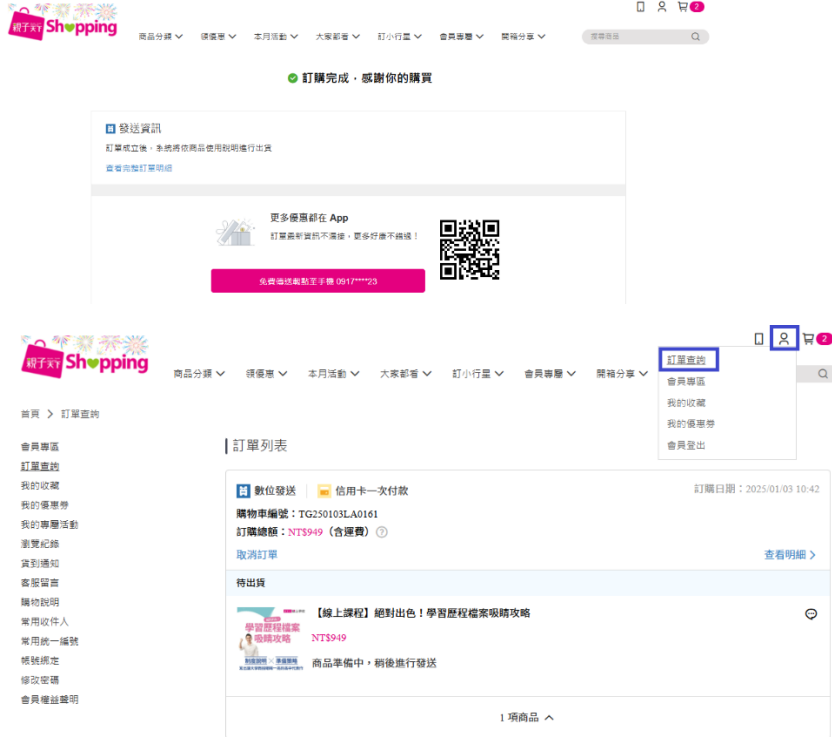 親子天下 Shopping
2
商品分類 領優惠 本月活動 大家都看 訂小行星 會員專屬 開箱分享
搜尋商品
訂購完成，感謝你的購買
發送資訊
訂單成立後，系統將依商品使用說明進行出貨
查看完整訂單明細
更多優惠都在 App
訂單最新資訊不漏接，更多好康不錯過！
免費傳送載點至手機 0917****23
親子天下 Shopping
2
商品分類 領優惠 本月活動 大家都看 訂小行星 會員專屬 開箱分享
訂單查詢
會員專區
我的收藏
我的優惠券
會員登出
首頁 > 訂單查詢
會員專區
訂單查詢
我的收藏
我的優惠券
我的專屬活動
瀏覽紀錄
貨到通知
客服留言
購物說明
常用收件人
常用統一編號
帳號綁定
修改密碼
會員權益聲明
訂單列表
數位發送 信用卡一次付款
訂購日期：2025/01/03 10:42
購物車編號：TG250103LA0161
訂購總額：NT$949（含運費）?
取消訂單
查看明細 >
待出貨
學習歷程檔案
吸睛攻略
制度說明 × 準備策略
【線上課程】絕對出色！學習歷程檔案吸睛攻略
NT$949
商品準備中，稍後進行發送
1 項商品